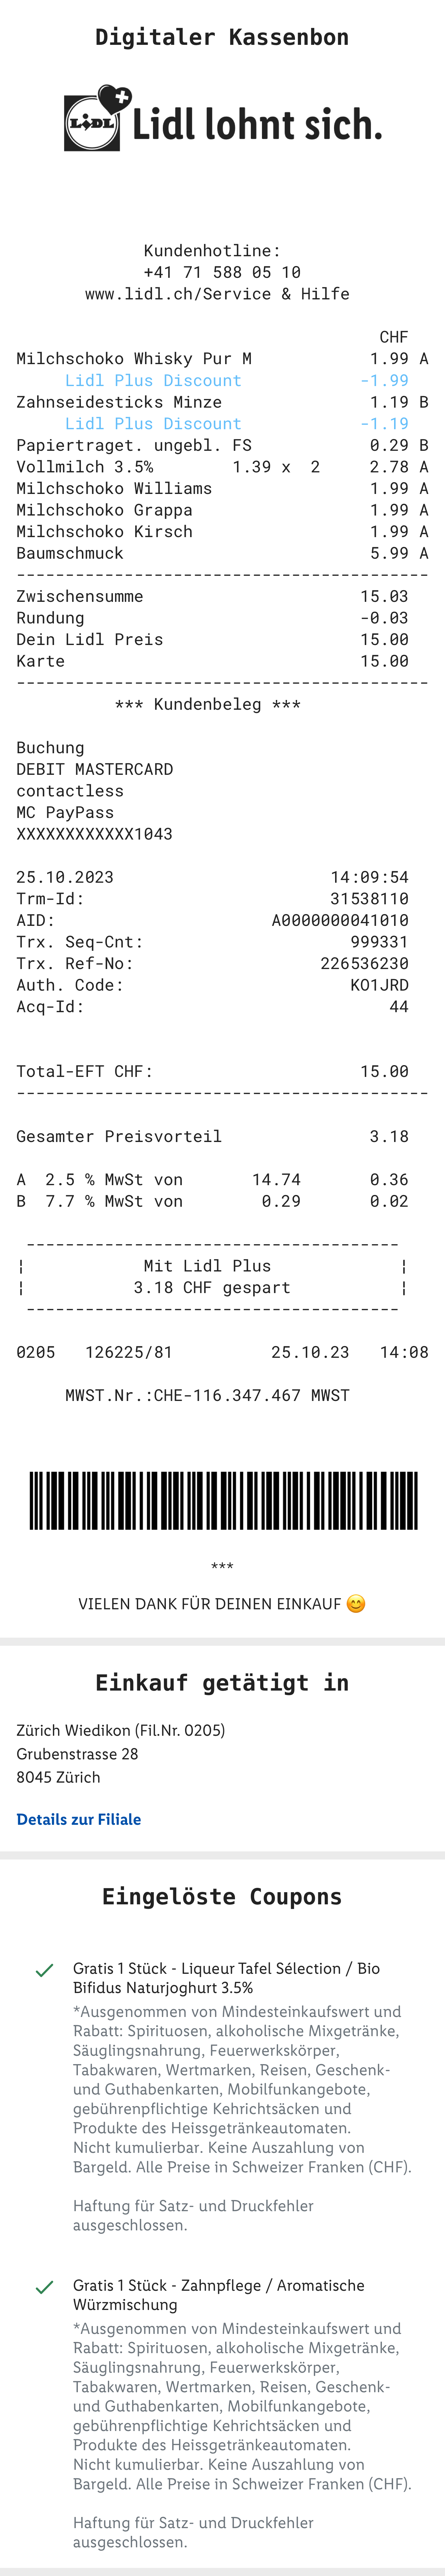 Digitaler Kassenbon
LIDL Lidl lohnt sich.
Kundenhotline:
+41 71 588 05 10
www.lidl.ch/Service & Hilfe
CHF
Milchschoko Whisky Pur M 1.99 A
Lidl Plus Discount -1.99
Zahnseidesticks Minze 1.19 B
Lidl Plus Discount -1.19
Papiertraget. ungebl. FS 0.29 B
Vollmilch 3.5% 1.39 x 2 2.78 A
Milchschoko Williams 1.99 A
Milchschoko Grappa 1.99 A
Milchschoko Kirsch 1.99 A
Baumschmuck 5.99 A
------------------------------------------
Zwischensumme 15.03
Rundung -0.03
Dein Lidl Preis 15.00
Karte 15.00
------------------------------------------
*** Kundenbeleg ***
Buchung
DEBIT MASTERCARD
contactless
MC PayPass
XXXXXXXXXXXX1043
25.10.2023 14:09:54
Trm-Id: 31538110
AID: A0000000041010
Trx. Seq-Cnt: 999331
Trx. Ref-No: 226536230
Auth. Code: KO1JRD
Acq-Id: 44
Total-EFT CHF: 15.00
------------------------------------------
Gesamter Preisvorteil 3.18
A 2.5 % MwSt von 14.74 0.36
B 7.7 % MwSt von 0.29 0.02
--------------------------------------
¦ Mit Lidl Plus ¦
¦ 3.18 CHF gespart ¦
--------------------------------------
0205 126225/81 25.10.23 14:08
MWST.Nr.:CHE-116.347.467 MWST
***
VIELEN DANK FÜR DEINEN EINKAUF 😊
Einkauf getätigt in
Zürich Wiedikon (Fil.Nr. 0205)
Grubenstrasse 28
8045 Zürich
Details zur Filiale
Eingelöste Coupons
Gratis 1 Stück - Liqueur Tafel Sélection / Bio
Bifidus Naturjoghurt 3.5%
*Ausgenommen von Mindesteinkaufswert und
Rabatt: Spirituosen, alkoholische Mixgetränke,
Säuglingsnahrung, Feuerwerkskörper,
Tabakwaren, Wertmarken, Reisen, Geschenk-
und Guthabenkarten, Mobilfunkangebote,
gebührenpflichtige Kehrichtsäcken und
Produkte des Heissgetränkeautomaten.
Nicht kumulierbar. Keine Auszahlung von
Bargeld. Alle Preise in Schweizer Franken (CHF).
Haftung für Satz- und Druckfehler
ausgeschlossen.
Gratis 1 Stück - Zahnpflege / Aromatische
Würzmischung
*Ausgenommen von Mindesteinkaufswert und
Rabatt: Spirituosen, alkoholische Mixgetränke,
Säuglingsnahrung, Feuerwerkskörper,
Tabakwaren, Wertmarken, Reisen, Geschenk-
und Guthabenkarten, Mobilfunkangebote,
gebührenpflichtige Kehrichtsäcken und
Produkte des Heissgetränkeautomaten.
Nicht kumulierbar. Keine Auszahlung von
Bargeld. Alle Preise in Schweizer Franken (CHF).
Haftung für Satz- und Druckfehler
ausgeschlossen.